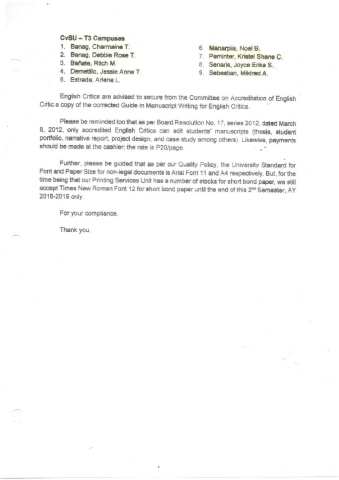 CvSU – T3 Campuses
1. Banag, Charmaine T.
2. Banag, Debbie Rose T.
3. Bañate, Ritch M.
4. Demetillo, Jessie Anne T.
5. Estrada, Arlene L.
6. Manarpiis, Noel B.
7. Paminter, Kristel Shane C.
8. Senaris, Joyce Erika S.
9. Sebastian, Mildred A.
English Critics are advised to secure from the Committee on Accreditation of English
Critic a copy of the corrected Guide in Manuscript Writing for English Critics.
Please be reminded too that as per Board Resolution No. 17, series 2012, dated March
8, 2012, only accredited English Critics can edit students' manuscripts (thesis, student
portfolio, narrative report, project design, and case study among others). Likewise, payments
should be made at the cashier; the rate is P20/page.
Further, please be guided that as per our Quality Policy, the University Standard for
Font and Paper Size for non-legal documents is Arial Font 11 and A4 respectively. But, for the
time being that our Printing Services Unit has a number of stocks for short bond paper, we still
accept Times New Roman Font 12 for short bond paper until the end of this 2nd Semester, AY
2018-2019 only.
For your compliance.
Thank you.